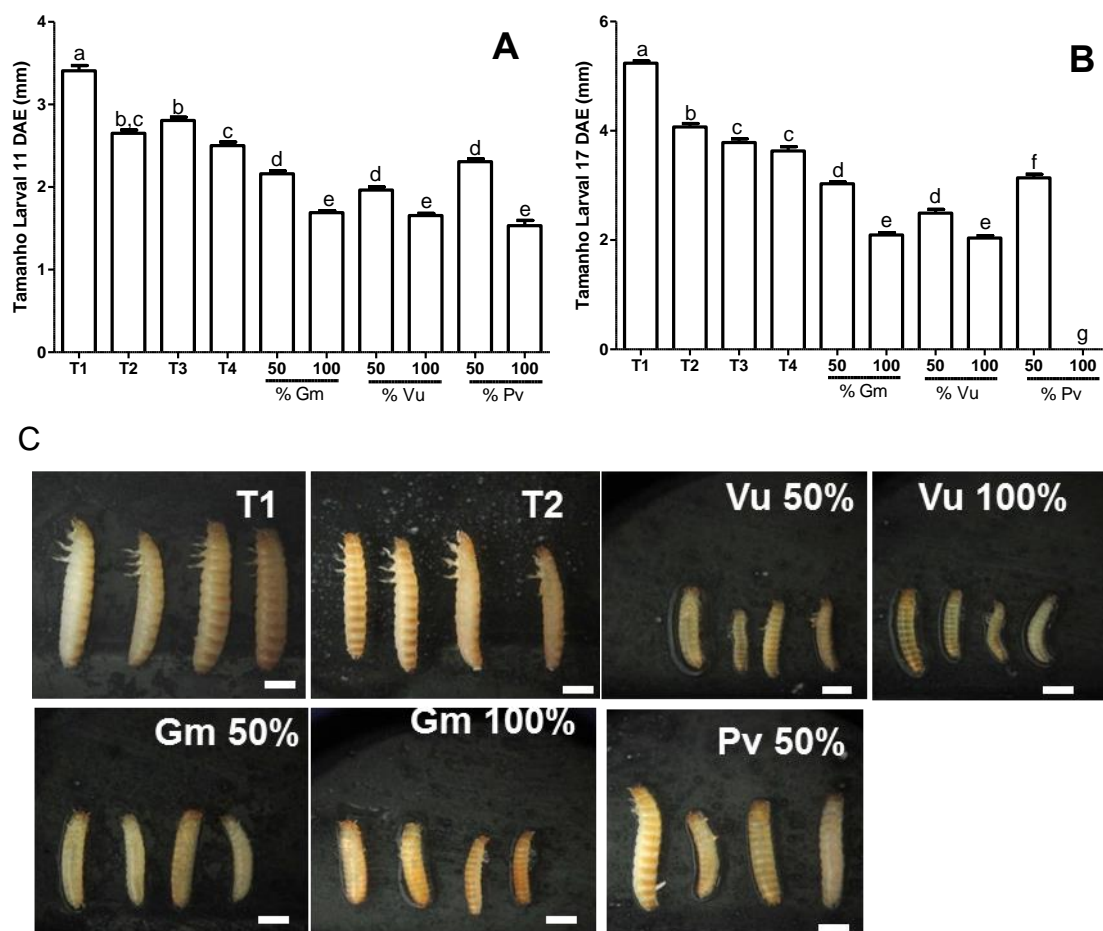 A
Tamanho Larval 11 DAE (mm)
4
3
2
1
0
a
b,c
b
c
d
e
d
e
d
e
T1 T2 T3 T4 50 100 50 100 50 100
% Gm % Vu % Pv
B
Tamanho Larval 17 DAE (mm)
6
4
2
0
a
b
c
c
d
e
d
e
f
g
T1 T2 T3 T4 50 100 50 100 50 100
% Gm % Vu % Pv
C
T1
T2
Vu 50%
Vu 100%
Gm 50%
Gm 100%
Pv 50%